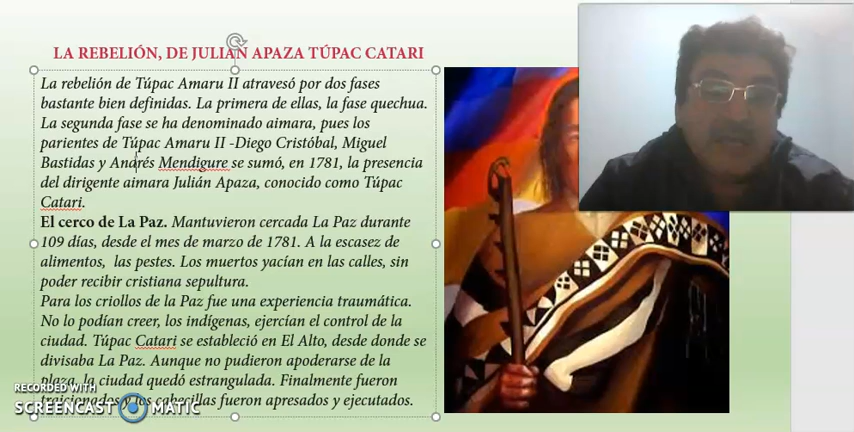 LA REBELIÓN, DE JULIAN APAZA TÚPAC CATARI
La rebelión de Túpac Amaru II atravesó por dos fases
bastante bien definidas. La primera de ellas, la fase quechua.
La segunda fase se ha denominado aimara, pues los
parientes de Túpac Amaru II -Diego Cristóbal, Miguel
Bastidas y Andrés Mendigure se sumó, en 1781, la presencia
del dirigente aimara Julián Apaza, conocido como Túpac
Catari.
El cerco de La Paz. Mantuvieron cercada La Paz durante
109 días, desde el mes de marzo de 1781. A la escasez de
alimentos, las pestes. Los muertos yacían en las calles, sin
poder recibir cristiana sepultura.
Para los criollos de la Paz fue una experiencia traumática.
No lo podían creer, los indígenas, ejercían el control de la
ciudad. Túpac Catari se estableció en El Alto, desde donde se
divisaba La Paz. Aunque no pudieron apoderarse de la
plaza, la ciudad quedó estrangulada. Finalmente fueron
traicionados y los cabecillas fueron apresados y ejecutados.
RECORDED WITH
SCREENCAST MATIC